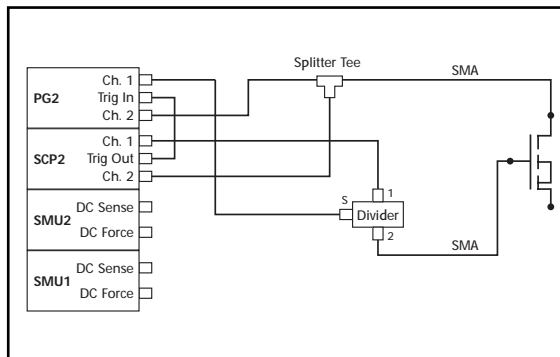 PG2
Ch. 1
Trig In
Ch. 2
SCP2
Ch. 1
Trig Out
Ch. 2
SMU2
DC Sense
DC Force
SMU1
DC Sense
DC Force
Splitter Tee
SMA
S
1
Divider
2
SMA